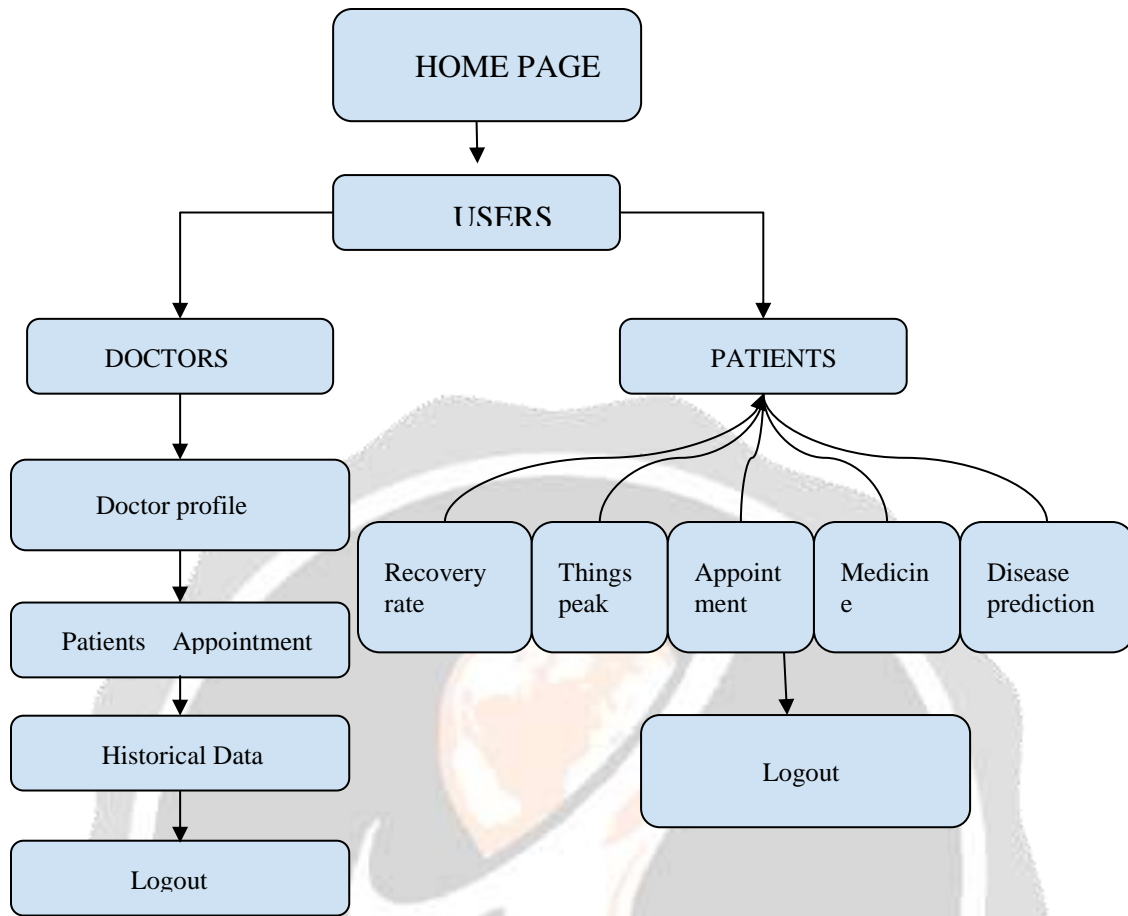 HOME PAGE
USERS
DOCTORS
PATIENTS
Doctor profile
Recovery
rate
Things
peak
Appoint
ment
Medicin
e
Disease
prediction
Patients Appointment
Historical Data
Logout
Logout